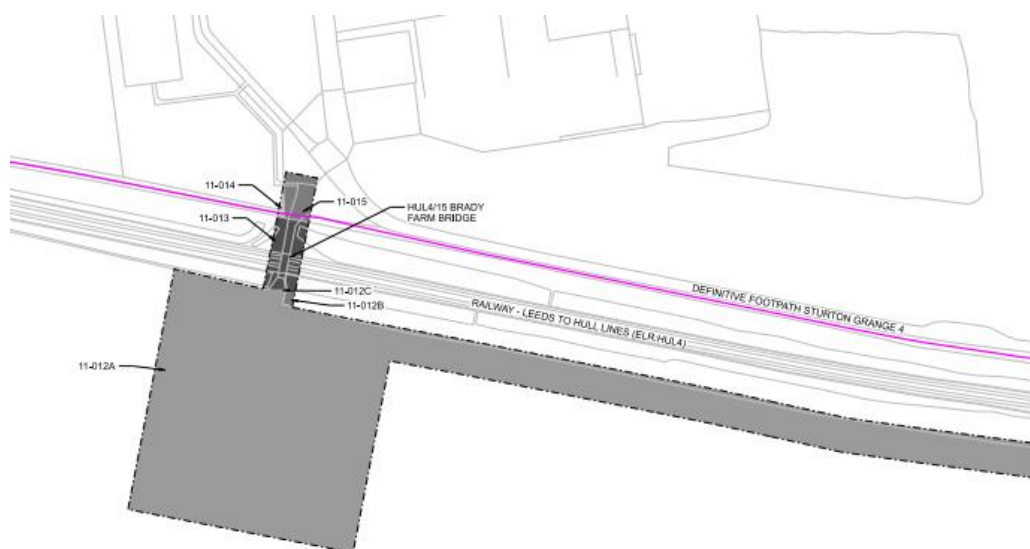 11-014
11-015
HUL4/15 BRADY
FARM BRIDGE
11-013
DEFINITIVE FOOTPATH STURTON GRANGE 4
11-012C
11-012B
RAILWAY - LEEDS TO HULL LINES (ELR:HUL4)
11-012A